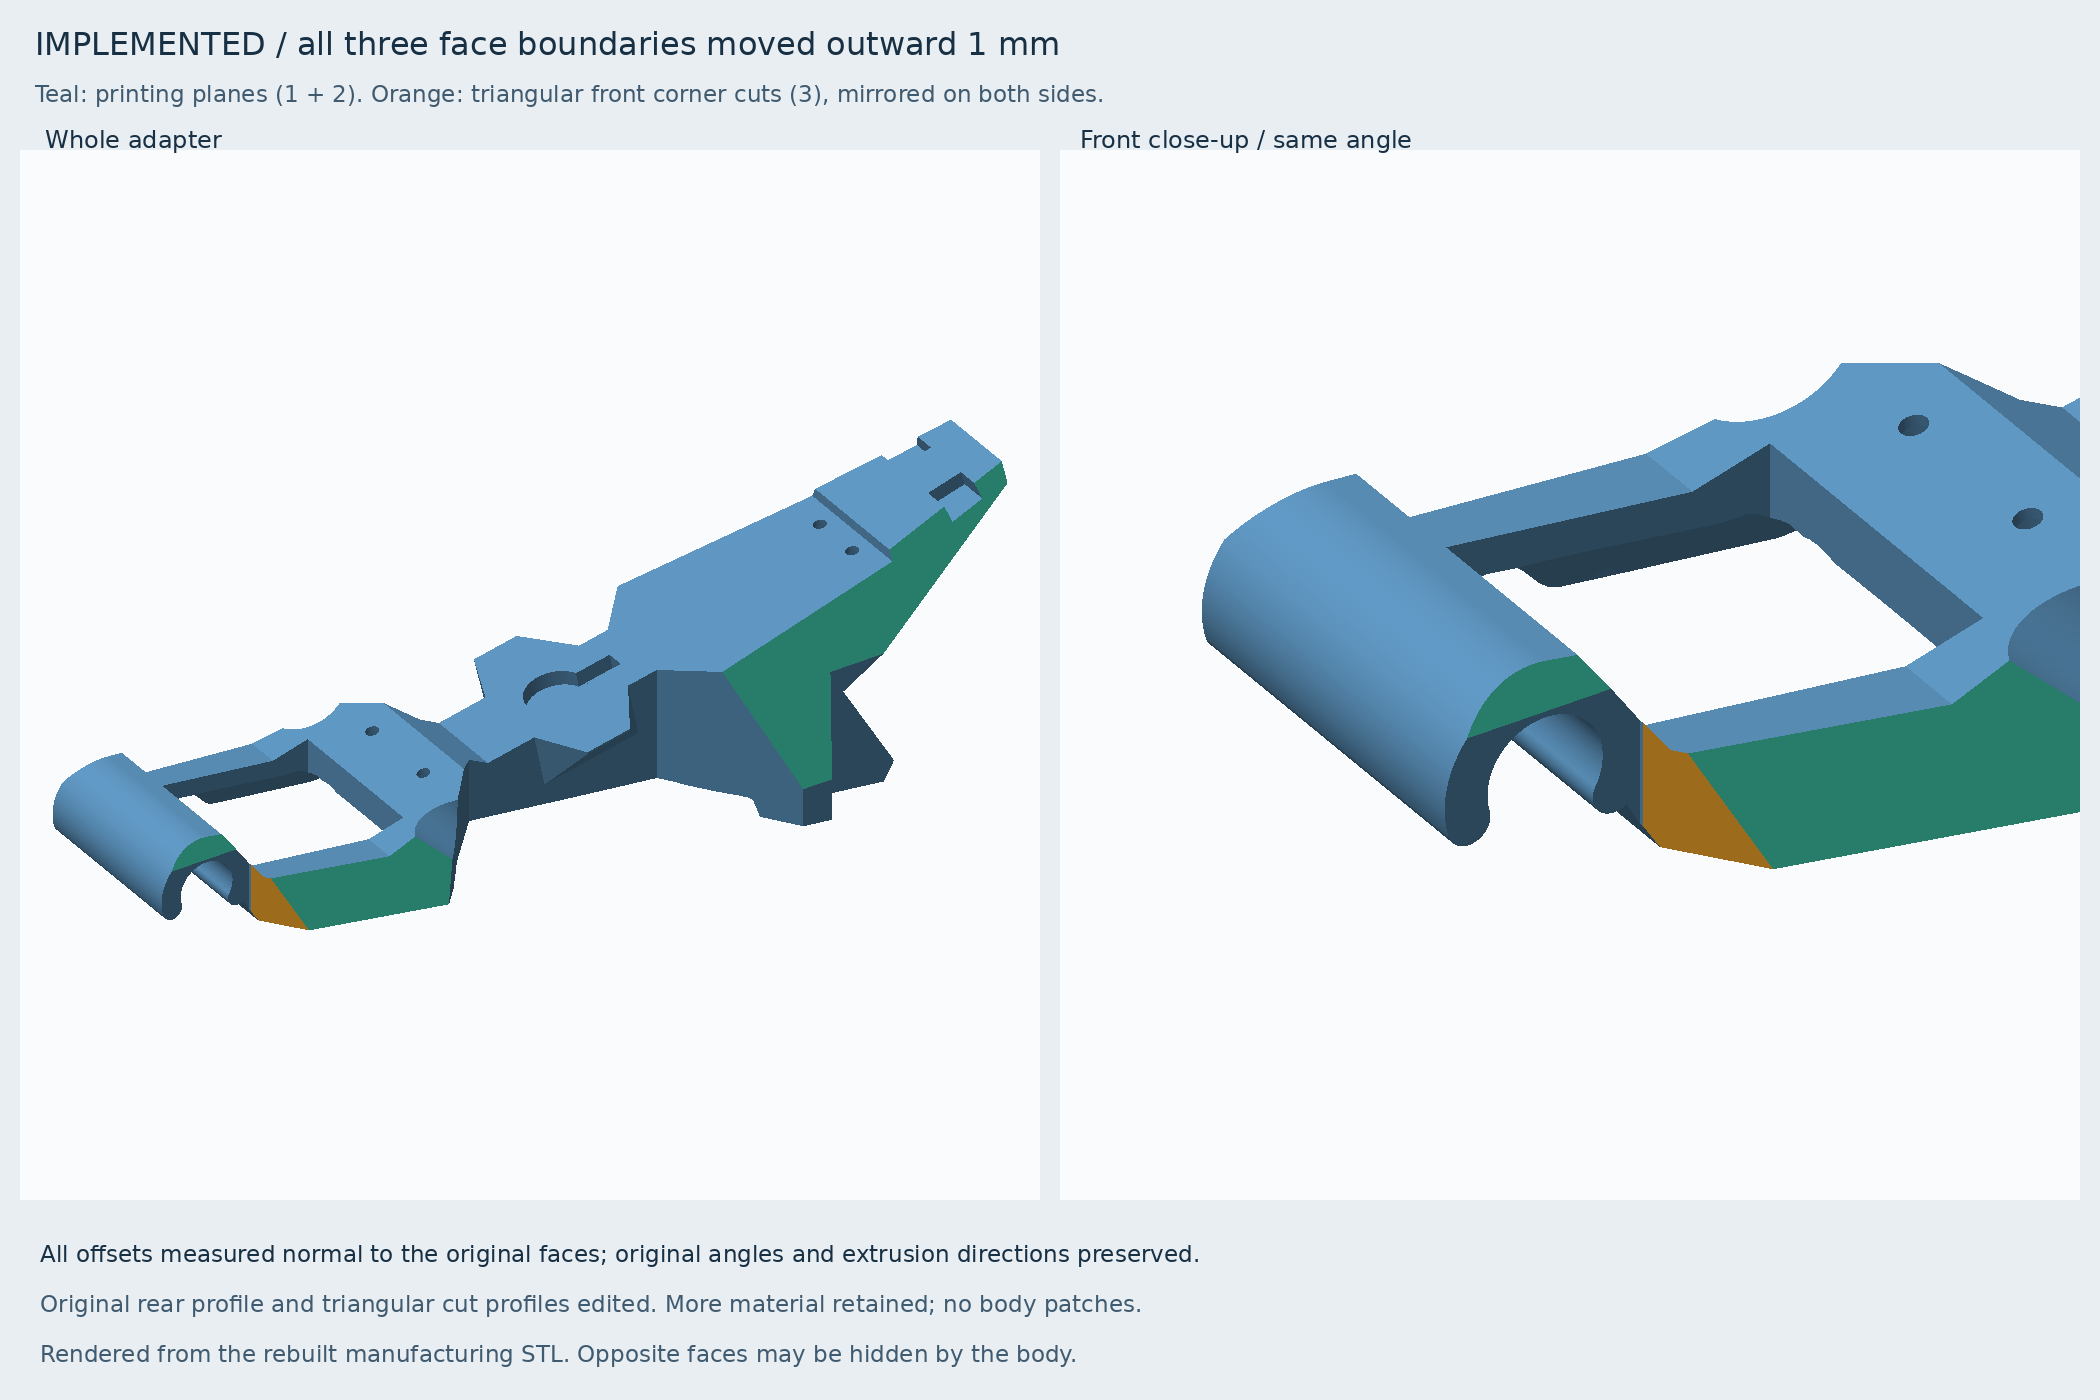 IMPLEMENTED / all three face boundaries moved outward 1 mm
Teal: printing planes (1 + 2). Orange: triangular front corner cuts (3), mirrored on both sides.
Whole adapter
Front close-up / same angle
All offsets measured normal to the original faces; original angles and extrusion directions preserved.
Original rear profile and triangular cut profiles edited. More material retained; no body patches.
Rendered from the rebuilt manufacturing STL. Opposite faces may be hidden by the body.